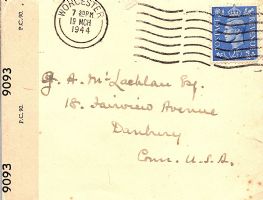 WORCESTER
7 30PM
19 MCH
1944
P.C. 90.
9093
P.C. 90.
9093
G. A. McLachlan Esq.
18. Fairview Avenue
Danbury
Conn. U.S.A.